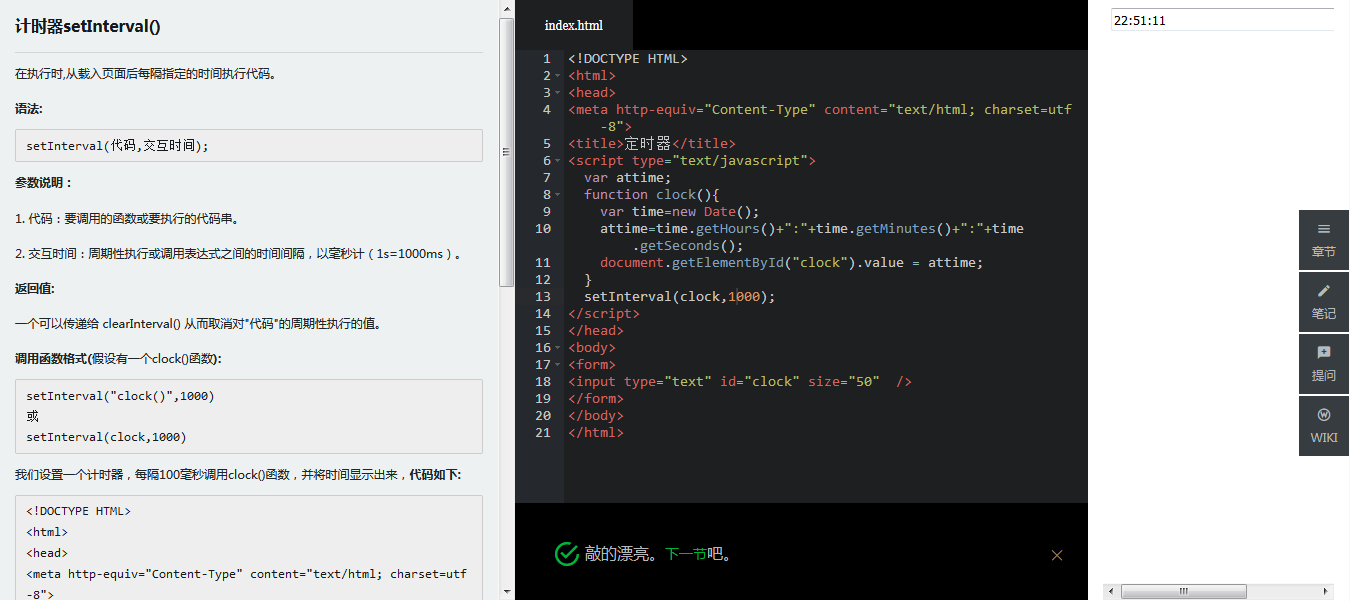 计时器setInterval()
在执行时,从载入页面后每隔指定的时间执行代码。
语法:
setInterval(代码,交互时间);
参数说明：
1. 代码：要调用的函数或要执行的代码串。
2. 交互时间：周期性执行或调用表达式之间的时间间隔，以毫秒计（1s=1000ms）。
返回值:
一个可以传递给 clearInterval() 从而取消对"代码"的周期性执行的值。
调用函数格式(假设有一个clock()函数):
setInterval("clock()",1000)
或
setInterval(clock,1000)
我们设置一个计时器，每隔100毫秒调用clock()函数，并将时间显示出来，代码如下:
<!DOCTYPE HTML>
<html>
<head>
<meta http-equiv="Content-Type" content="text/html; charset=utf
-8">
index.html
1 <!DOCTYPE HTML>
2 <html>
3 <head>
4 <meta http-equiv="Content-Type" content="text/html; charset=utf
-8">
5 <title>定时器</title>
6 <script type="text/javascript">
7 var attime;
8 function clock(){
9 var time=new Date();
10 attime=time.getHours()+":"+time.getMinutes()+":"+time
.getSeconds();
11 document.getElementById("clock").value = attime;
12 }
13 setInterval(clock,1000);
14 </script>
15 </head>
16 <body>
17 <form>
18 <input type="text" id="clock" size="50"  />
19 </form>
20 </body>
21 </html>
敲的漂亮。下一节吧。
22:51:11
章节
笔记
提问
WIKI